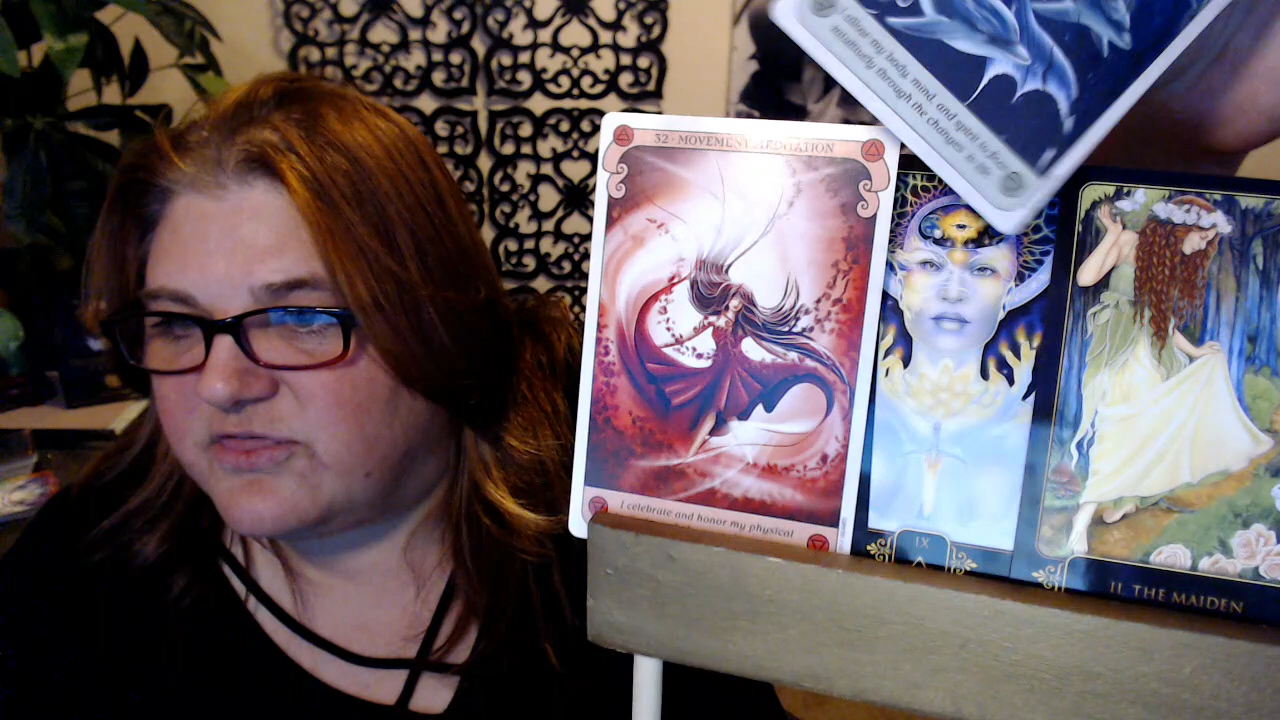 I allow my body, mind, and spirit to flow
intuitively through the changes in life.
32 · MOVEMENT MEDITATION
I celebrate and honor my physical
IX
II. THE MAIDEN